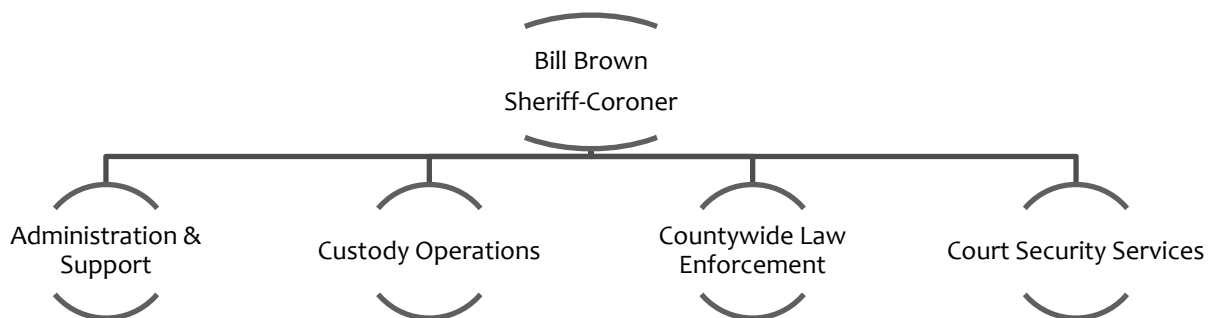 Bill Brown
Sheriff-Coroner
Administration &
Support
Custody Operations
Countywide Law
Enforcement
Court Security Services